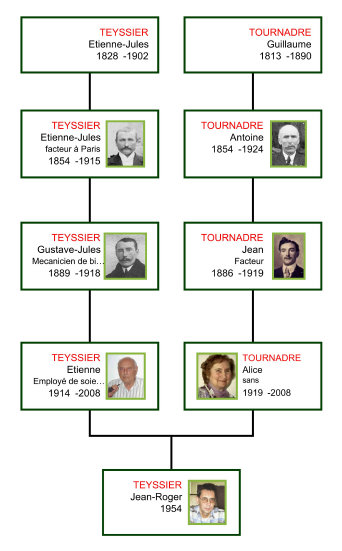 TEYSSIER
Etienne-Jules
1828 -1902
TOURNADRE
Guillaume
1813 -1890
TEYSSIER
Etienne-Jules
facteur à Paris
1854 -1915
TOURNADRE
Antoine
1854 -1924
TEYSSIER
Gustave-Jules
Mecanicien de bi...
1889 -1918
TOURNADRE
Jean
Facteur
1886 -1919
TEYSSIER
Etienne
Employé de soie...
1914 -2008
TOURNADRE
Alice
sans
1919 -2008
TEYSSIER
Jean-Roger
1954